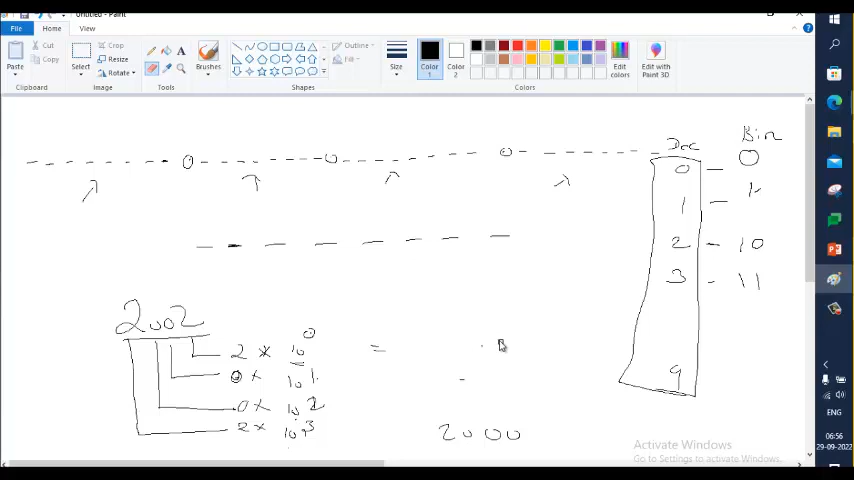 Untitled - Paint
File Home View
Paste
Cut
Copy
Clipboard
Select
Crop
Resize
Rotate
Image
Tools
Brushes
Shapes
Outline
Fill
Size
Color 1
Color 2
Colors
Edit colors
Edit with Paint 3D
Dec Bin
0 - 0
1 - 1
2 - 10
3 - 11
9
2002
2 × 10 0 =
0 × 10 1
0 × 10 2
2 × 10 3
2000
Activate Windows
Go to Settings to activate Windows.
ENG
06:56
29-09-2022